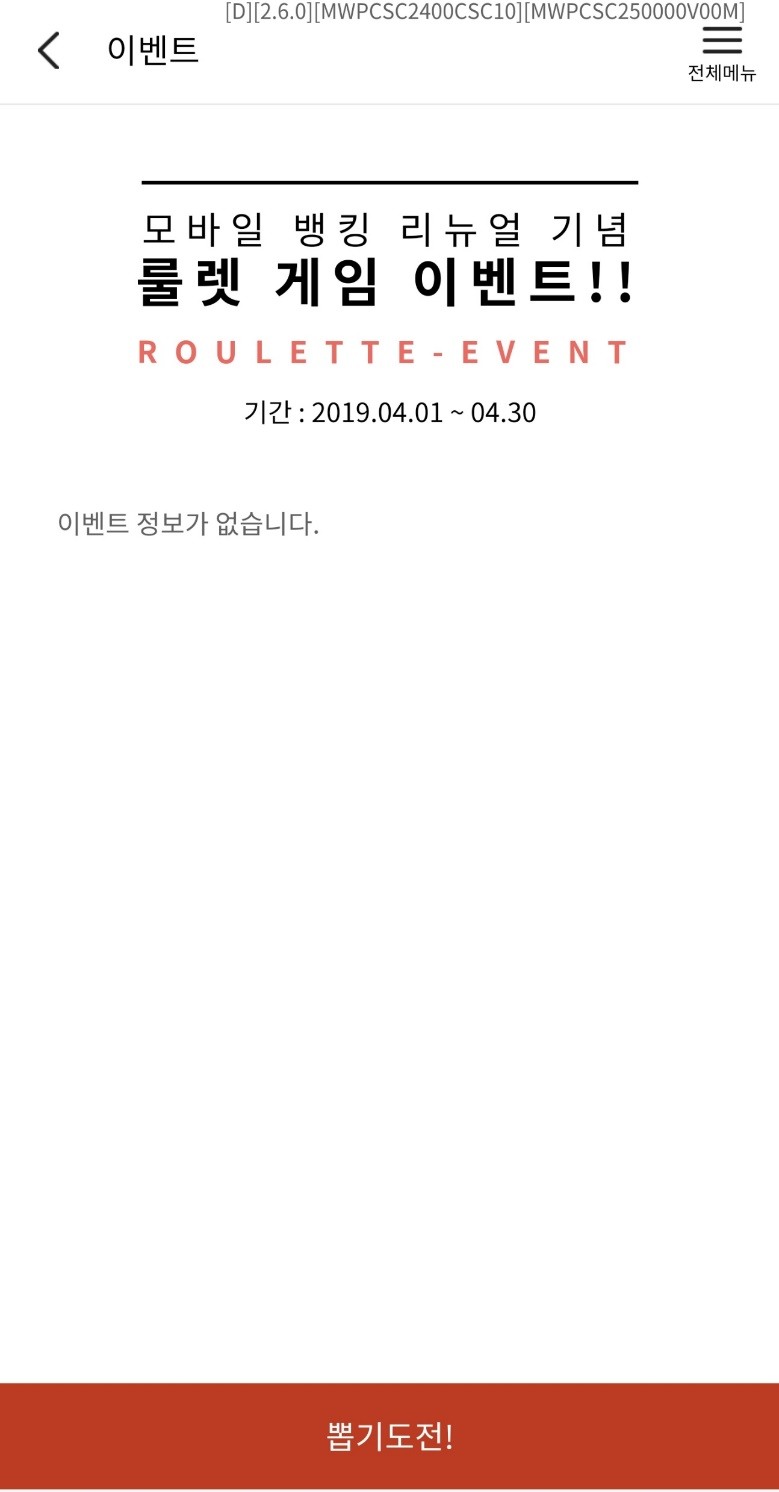 [D][2.6.0][MWPCSC2400CSC10][MWPCSC250000V00M]
이벤트
전체메뉴
모바일 뱅킹 리뉴얼 기념
룰렛 게임 이벤트!!
ROULETTE-EVENT
기간 : 2019.04.01 ~ 04.30
이벤트 정보가 없습니다.
뽑기도전!